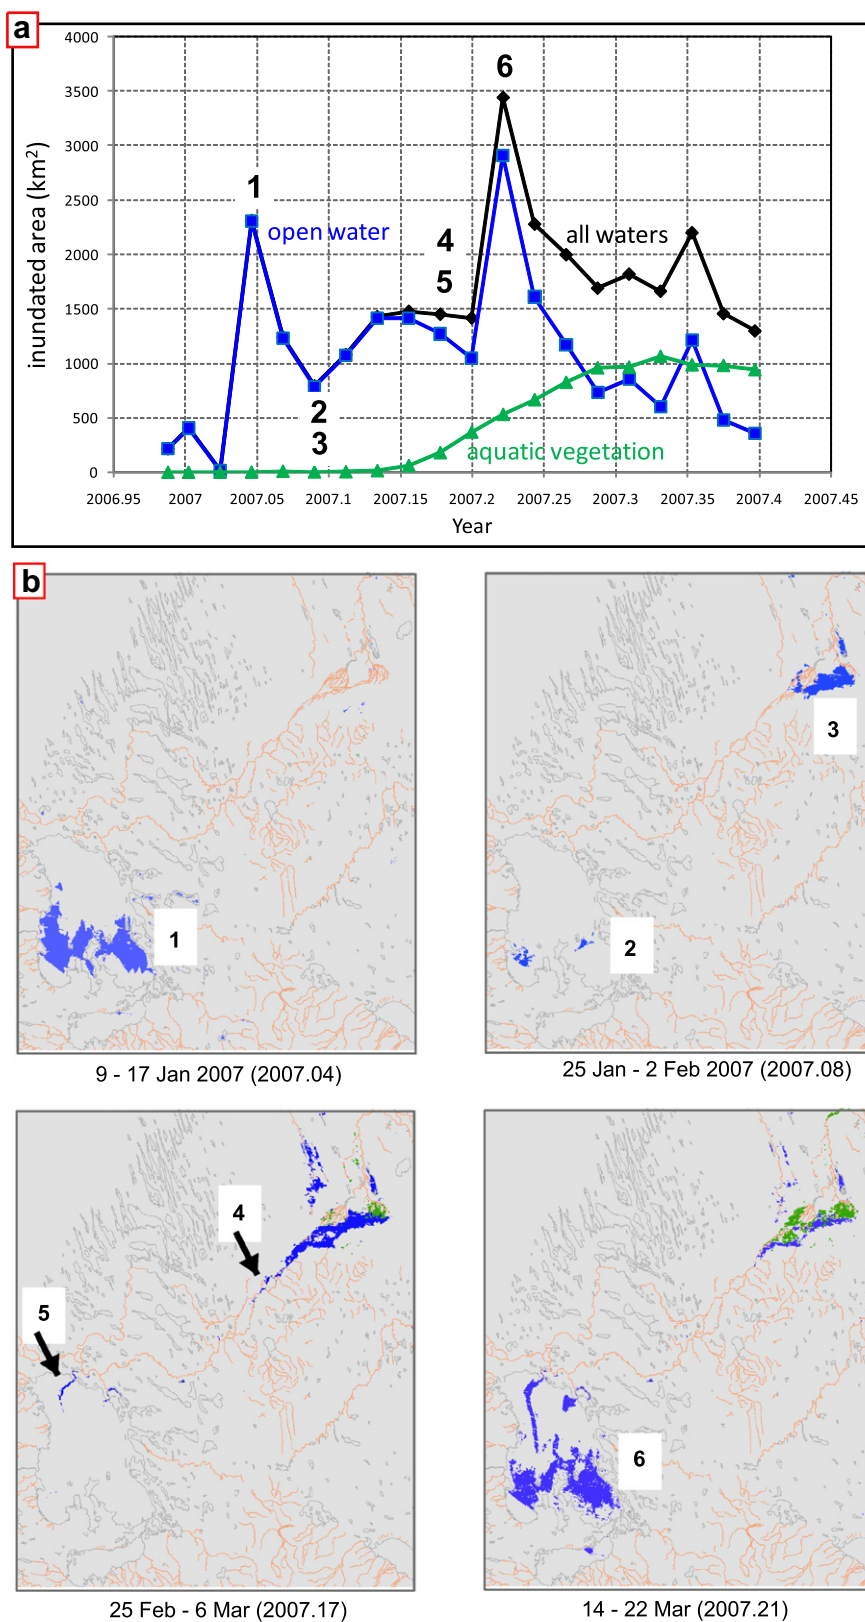 a
4000
3500
3000
2500
2000
1500
1000
500
0
inundated area (km²)
1
open water
2
3
4
5
6
all waters
aquatic vegetation
2006.95 2007 2007.05 2007.1 2007.15 2007.2 2007.25 2007.3 2007.35 2007.4 2007.45
Year
b
1
9 - 17 Jan 2007 (2007.04)
3
2
25 Jan - 2 Feb 2007 (2007.08)
4
5
25 Feb - 6 Mar (2007.17)
6
14 - 22 Mar (2007.21)